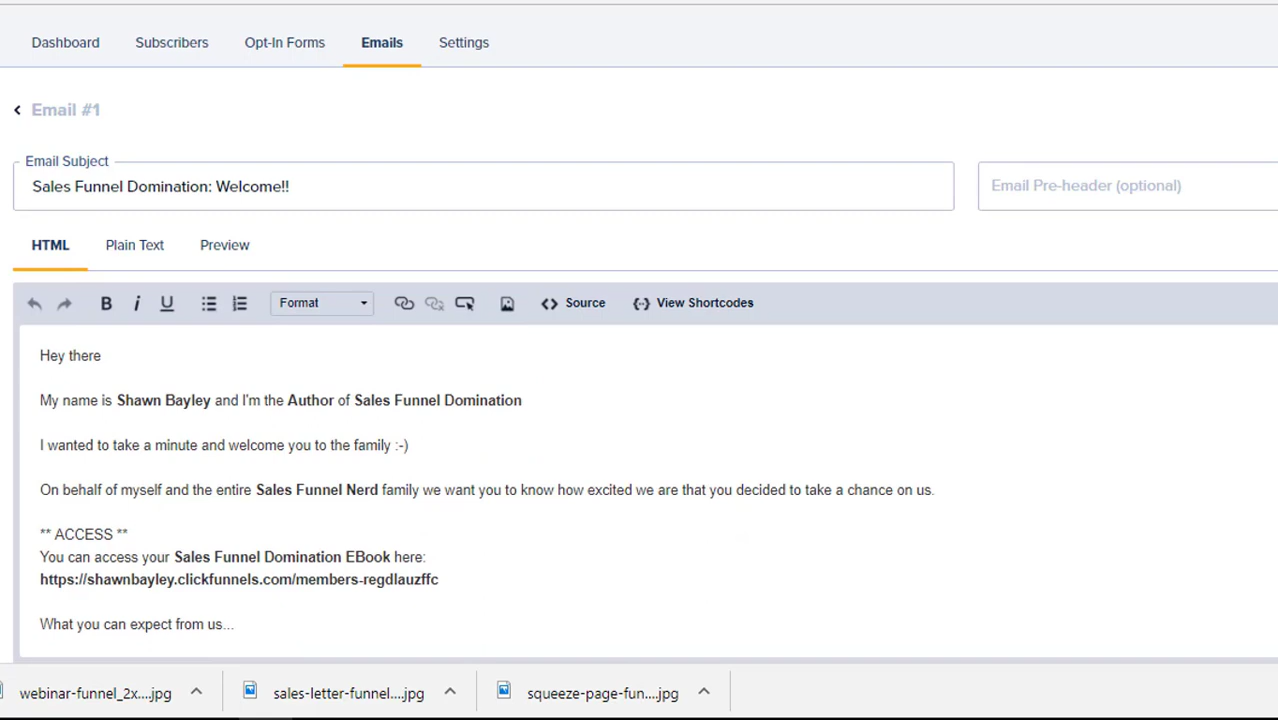 Dashboard Subscribers Opt-In Forms Emails Settings
Email #1
Email Subject
Sales Funnel Domination: Welcome!!
Email Pre-header (optional)
HTML Plain Text Preview
B i U Format Source View Shortcodes
Hey there
My name is Shawn Bayley and I'm the Author of Sales Funnel Domination
I wanted to take a minute and welcome you to the family :-)
On behalf of myself and the entire Sales Funnel Nerd family we want you to know how excited we are that you decided to take a chance on us.
** ACCESS **
You can access your Sales Funnel Domination EBook here:
https://shawnbayley.clickfunnels.com/members-regdlauzffc
What you can expect from us...
webinar-funnel_2x....jpg sales-letter-funnel....jpg squeeze-page-fun....jpg